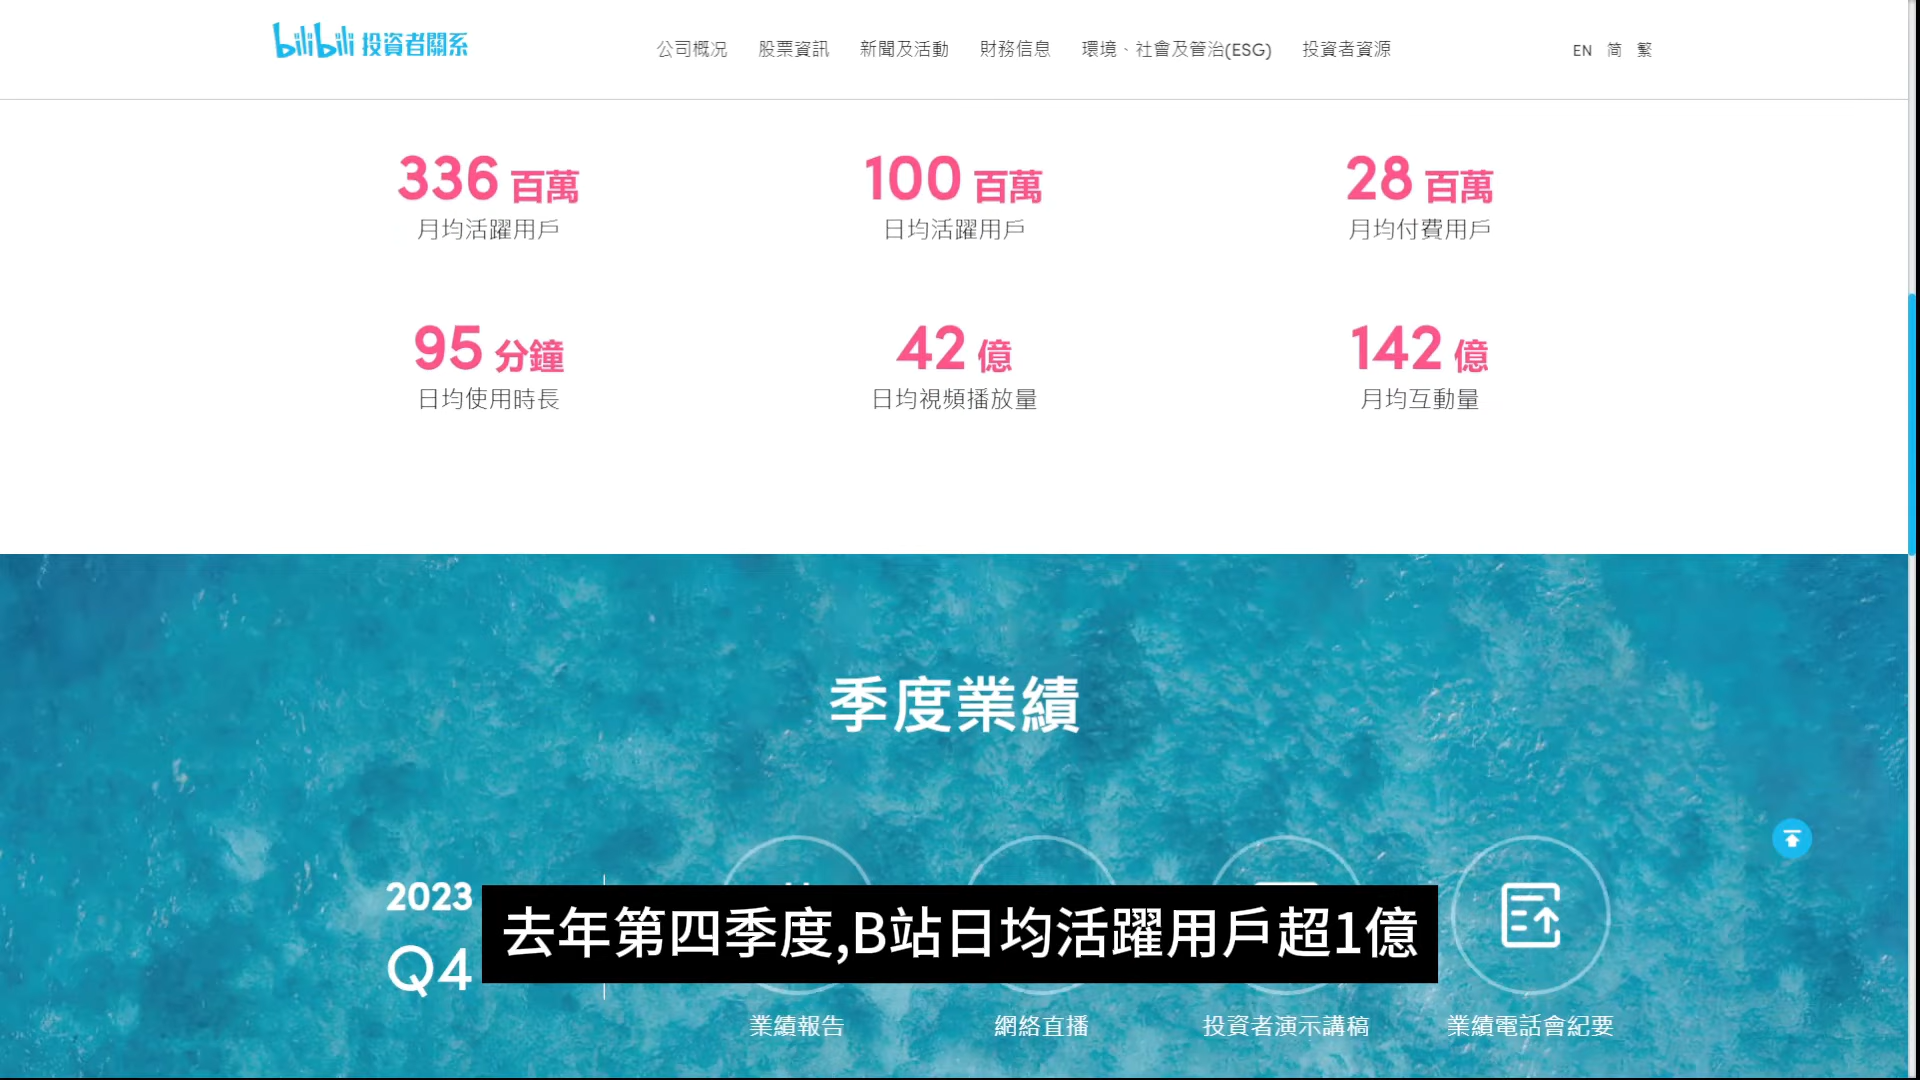 bilibili 投資者關系
公司概况 股票資訊 新聞及活動 財務信息 環境、社會及管治(ESG) 投資者資源
EN 简 繁
336 百萬 100 百萬 28 百萬
月均活躍用戶 日均活躍用戶 月均付費用戶
95 分鐘 42 億 142 億
日均使用時長 日均視頻播放量 月均互動量
季度業績
2023
Q4
去年第四季度,B站日均活躍用戶超1億
業績報告 網絡直播 投資者演示講稿 業績電話會紀要